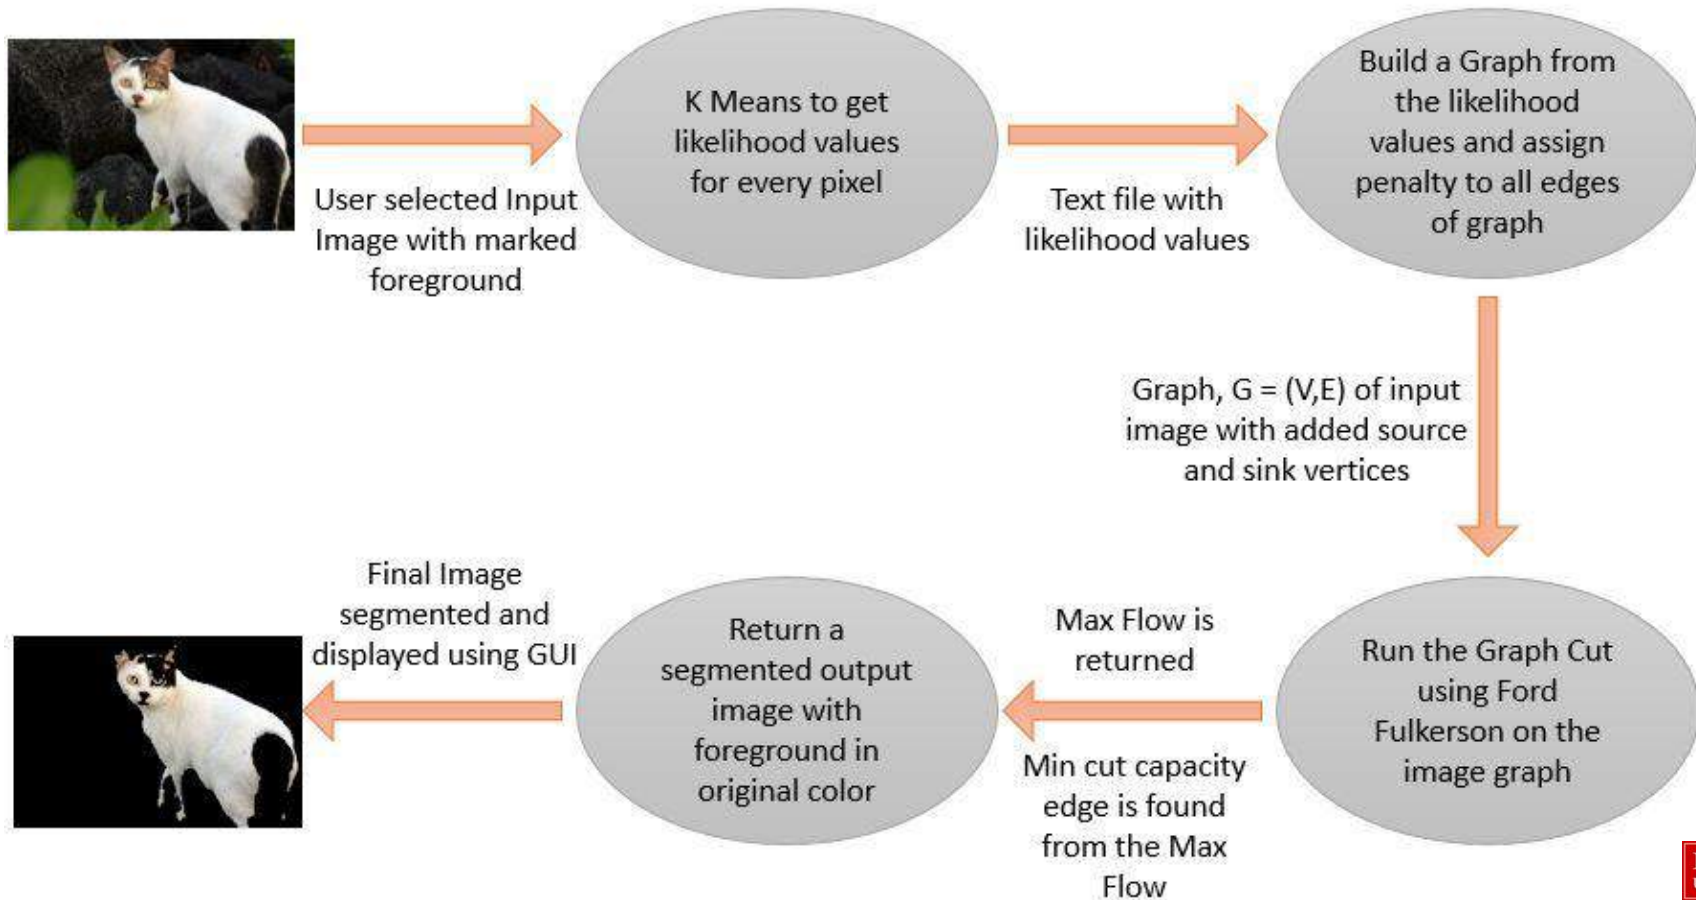 K Means to get
likelihood values
for every pixel
Build a Graph from
the likelihood
values and assign
penalty to all edges
of graph
User selected Input
Image with marked
foreground
Text file with
likelihood values
Graph, G = (V,E) of input
image with added source
and sink vertices
Run the Graph Cut
using Ford
Fulkerson on the
image graph
Max Flow is
returned
Min cut capacity
edge is found
from the Max
Flow
Return a
segmented output
image with
foreground in
original color
Final Image
segmented and
displayed using GUI